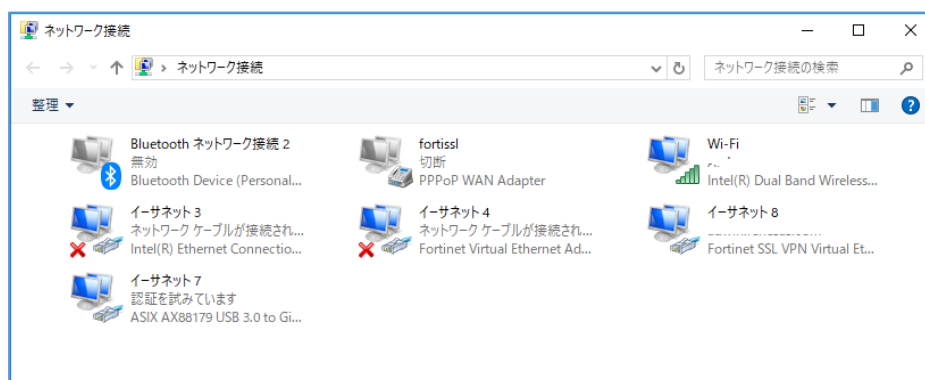 ネットワーク接続
ネットワーク接続
ネットワーク接続の検索
整理
Bluetooth ネットワーク接続 2
無効
Bluetooth Device (Personal...
fortissl
切断
PPPoP WAN Adapter
Wi-Fi
Intel(R) Dual Band Wireless...
イーサネット 3
ネットワーク ケーブルが接続され...
Intel(R) Ethernet Connectio...
イーサネット 4
ネットワーク ケーブルが接続され...
Fortinet Virtual Ethernet Ad...
イーサネット 8
Fortinet SSL VPN Virtual Et...
イーサネット 7
認証を試みています
ASIX AX88179 USB 3.0 to Gi...